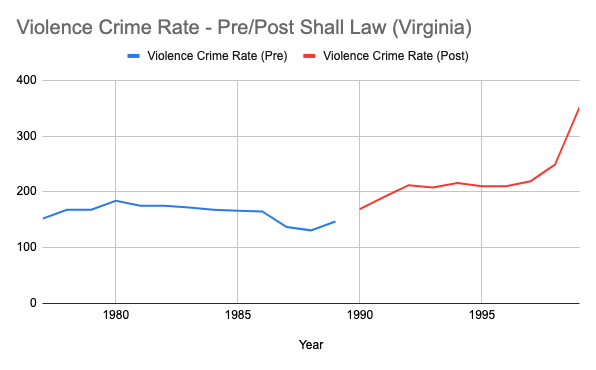 Violence Crime Rate - Pre/Post Shall Law (Virginia)
Violence Crime Rate (Pre) Violence Crime Rate (Post)
400
300
200
100
0
1980 1985 1990 1995
Year